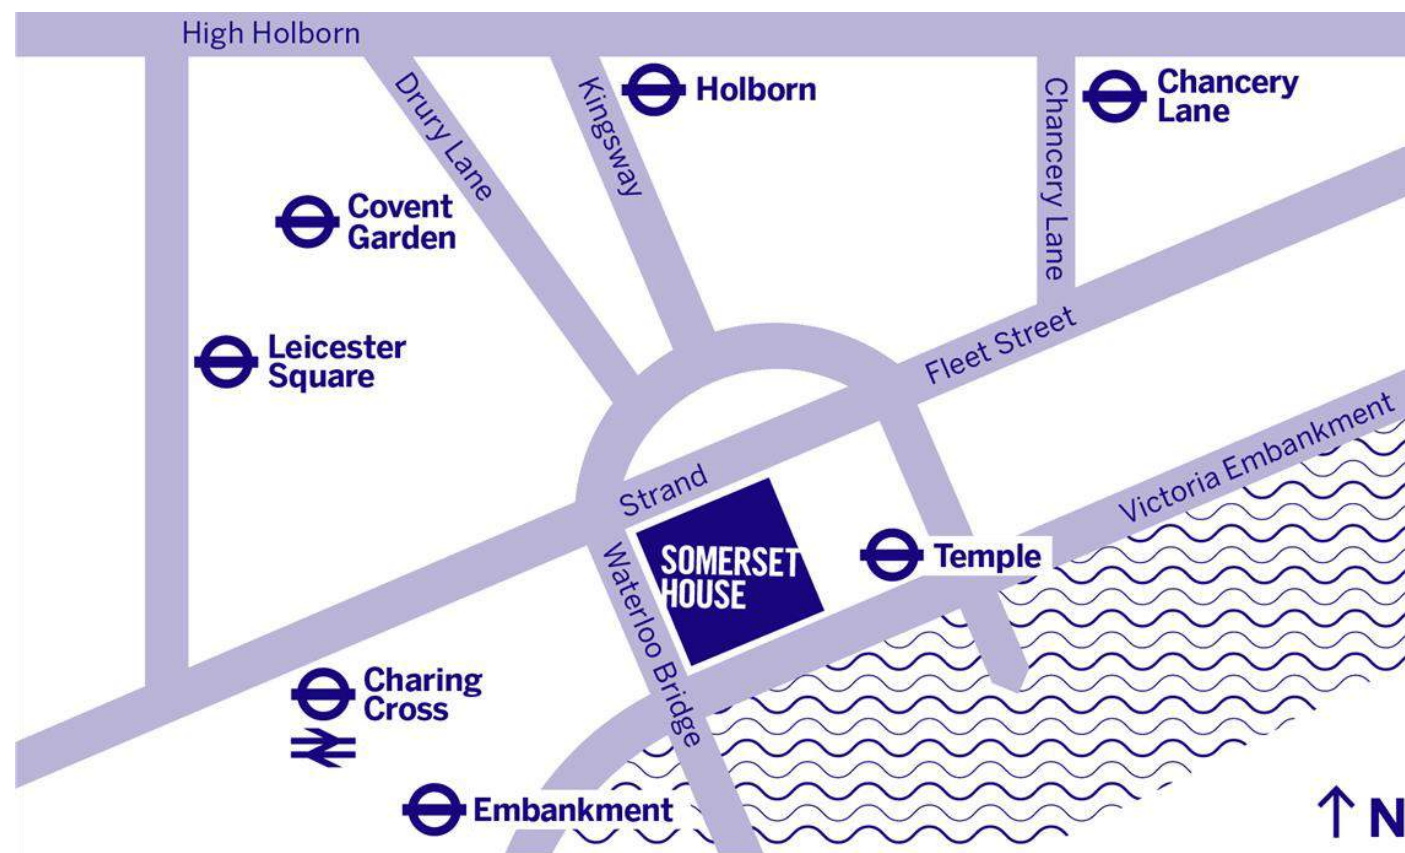 High Holborn
Drury Lane
Kingsway
Holborn
Chancery Lane
Chancery
Lane
Covent
Garden
Leicester
Square
Fleet Street
Strand
Victoria Embankment
SOMERSET
HOUSE
Temple
Waterloo Bridge
Charing
Cross
Embankment
N